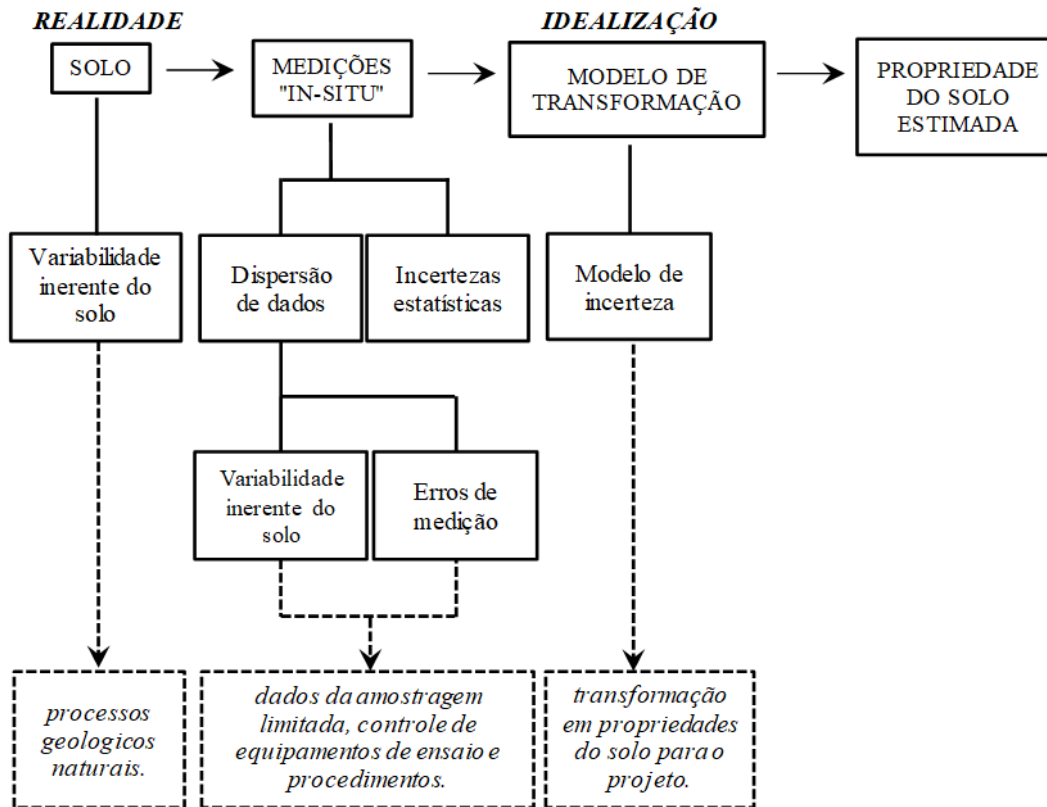 REALIDADE
IDEALIZAÇÃO
SOLO
MEDIÇÕES
"IN-SITU"
MODELO DE
TRANSFORMAÇÃO
PROPRIEDADE
DO SOLO
ESTIMADA
Variabilidade
inerente do
solo
Dispersão
de dados
Incertezas
estatísticas
Modelo de
incerteza
Variabilidade
inerente do
solo
Erros de
medição
processos
geologicos
naturais.
dados da amostragem
limitada, controle de
equipamentos de ensaio e
procedimentos.
transformação
em propriedades
do solo para o
projeto.